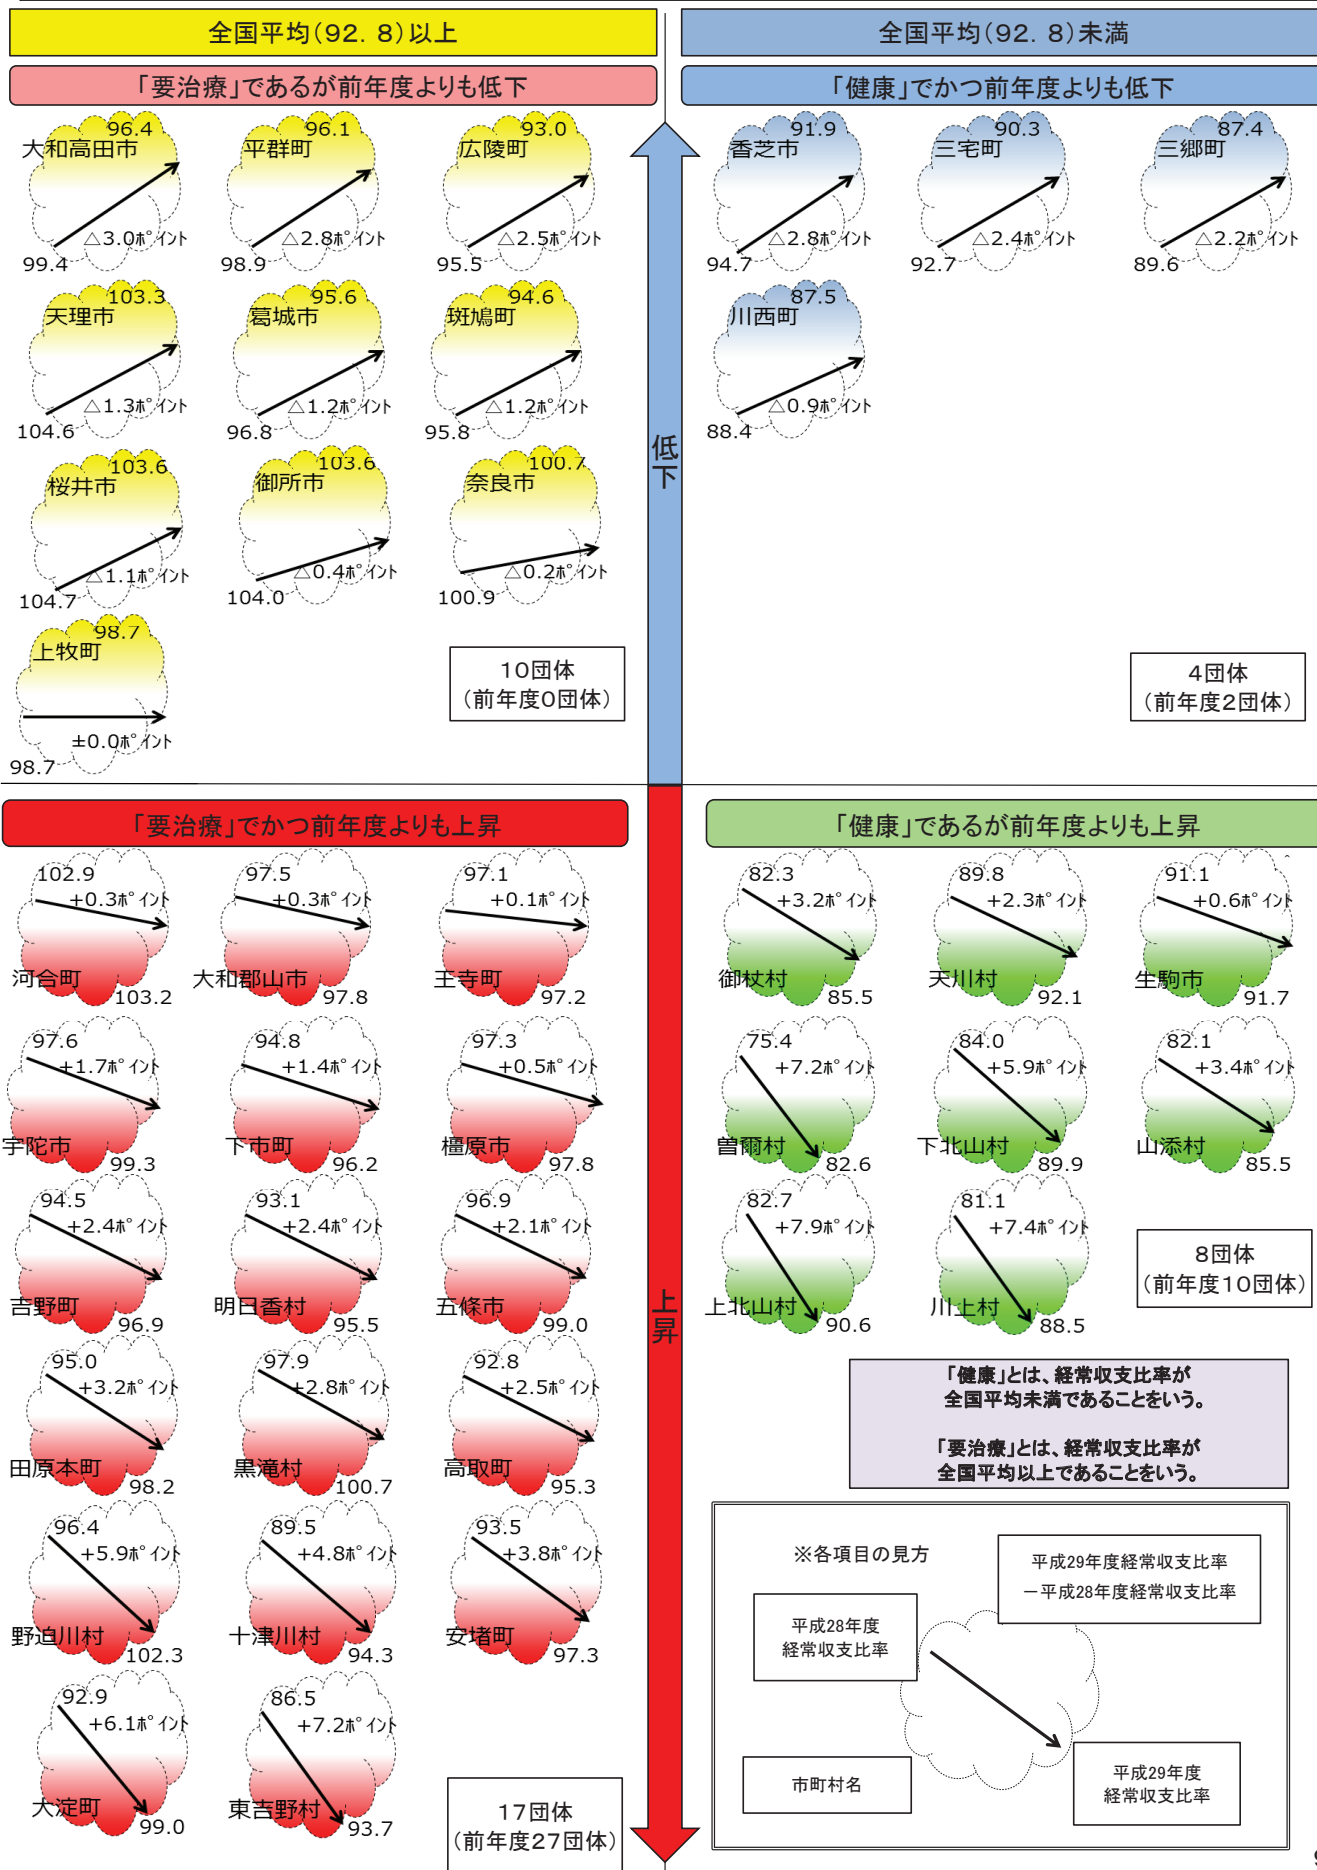 全国平均(92.8)以上
「要治療」であるが前年度よりも低下
96.4
大和高田市
△3.0ポイント
99.4
96.1
平群町
△2.8ポイント
98.9
93.0
広陵町
△2.5ポイント
95.5
103.3
天理市
△1.3ポイント
104.6
95.6
葛城市
△1.2ポイント
96.8
94.6
斑鳩町
△1.2ポイント
95.8
103.6
桜井市
△1.1ポイント
104.7
103.6
御所市
△0.4ポイント
104.0
100.7
奈良市
△0.2ポイント
100.9
98.7
上牧町
±0.0ポイント
98.7
10団体
(前年度0団体)
全国平均(92.8)未満
「健康」でかつ前年度よりも低下
91.9
香芝市
△2.8ポイント
94.7
90.3
三宅町
△2.4ポイント
92.7
87.4
三郷町
△2.2ポイント
89.6
87.5
川西町
△0.9ポイント
88.4
4団体
(前年度2団体)
低下
「要治療」でかつ前年度よりも上昇
102.9
+0.3ポイント
河合町
103.2
97.5
+0.3ポイント
大和郡山市
97.8
97.1
+0.1ポイント
王寺町
97.2
97.6
+1.7ポイント
宇陀市
99.3
94.8
+1.4ポイント
下市町
96.2
97.3
+0.5ポイント
橿原市
97.8
94.5
+2.4ポイント
吉野町
96.9
93.1
+2.4ポイント
明日香村
95.5
96.9
+2.1ポイント
五條市
99.0
95.0
+3.2ポイント
田原本町
98.2
97.9
+2.8ポイント
黒滝村
100.7
92.8
+2.5ポイント
高取町
95.3
96.4
+5.9ポイント
野迫川村
102.3
89.5
+4.8ポイント
十津川村
94.3
93.5
+3.8ポイント
安堵町
97.3
92.9
+6.1ポイント
大淀町
99.0
86.5
+7.2ポイント
東吉野村
93.7
17団体
(前年度27団体)
上昇
「健康」であるが前年度よりも上昇
82.3
+3.2ポイント
御杖村
85.5
89.8
+2.3ポイント
天川村
92.1
91.1
+0.6ポイント
生駒市
91.7
75.4
+7.2ポイント
曽爾村
82.6
84.0
+5.9ポイント
下北山村
89.9
82.1
+3.4ポイント
山添村
85.5
82.7
+7.9ポイント
上北山村
90.6
81.1
+7.4ポイント
川上村
88.5
8団体
(前年度10団体)
「健康」とは、経常収支比率が
全国平均未満であることをいう。
「要治療」とは、経常収支比率が
全国平均以上であることをいう。
※各項目の見方
平成29年度経常収支比率
－平成28年度経常収支比率
平成28年度
経常収支比率
市町村名
平成29年度
経常収支比率